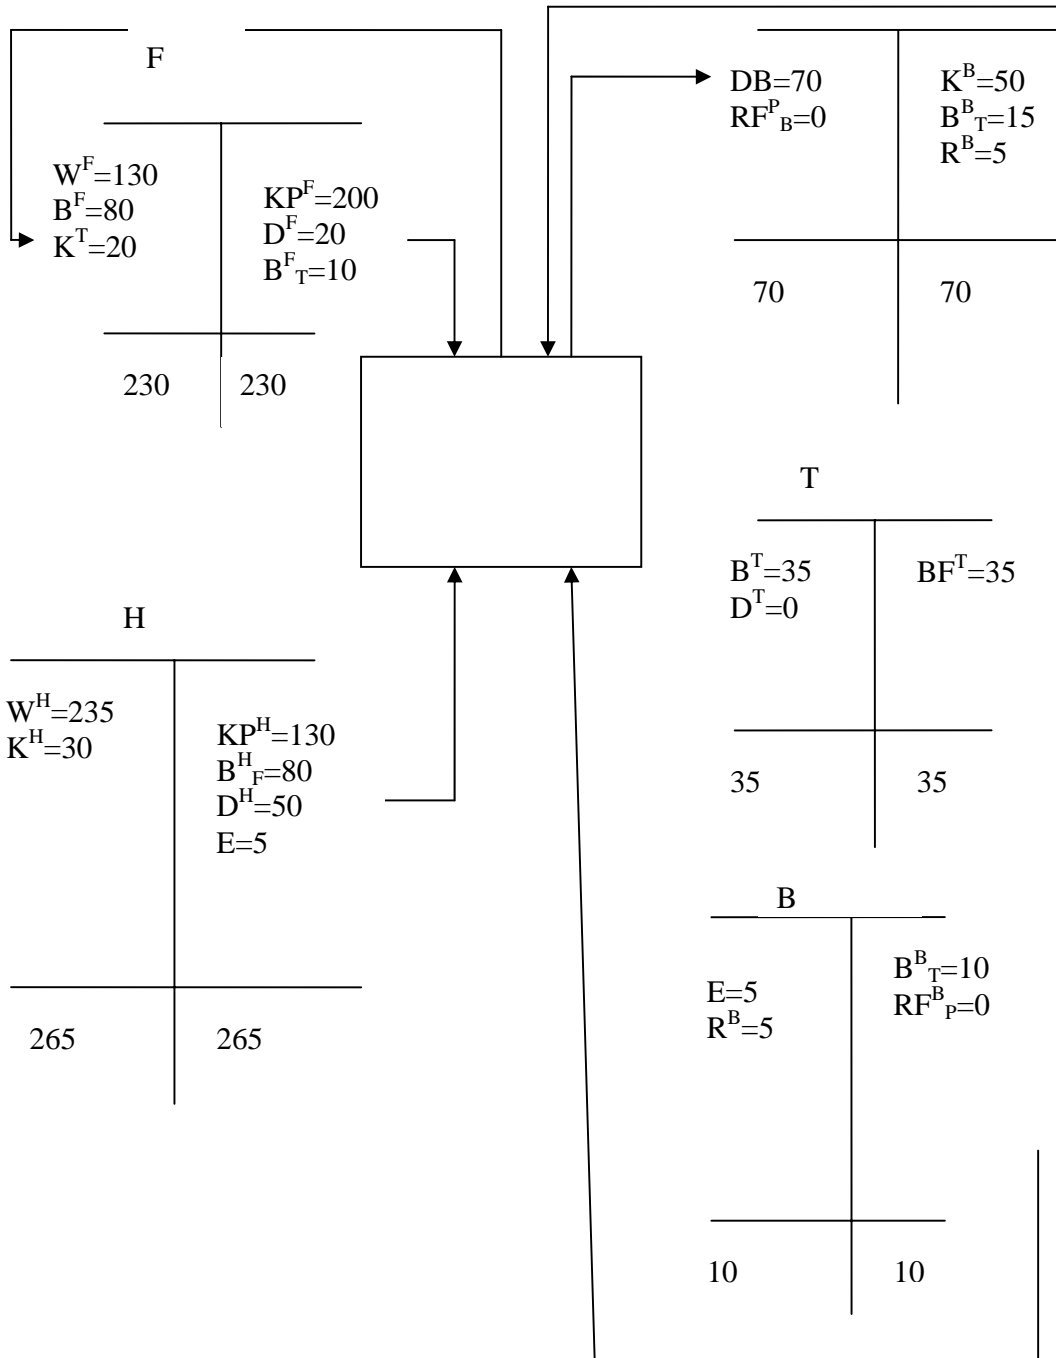 F
W^F=130
B^F=80
K^T=20
KP^F=200
D^F=20
B^F_T=10
230 230
DB=70
RF^P_B=0
K^B=50
B^B_T=15
R^B=5
70 70
T
B^T=35
D^T=0
BF^T=35
35 35
H
W^H=235
K^H=30
KP^H=130
B^H_F=80
D^H=50
E=5
265 265
B
E=5
R^B=5
B^B_T=10
RF^B_P=0
10 10